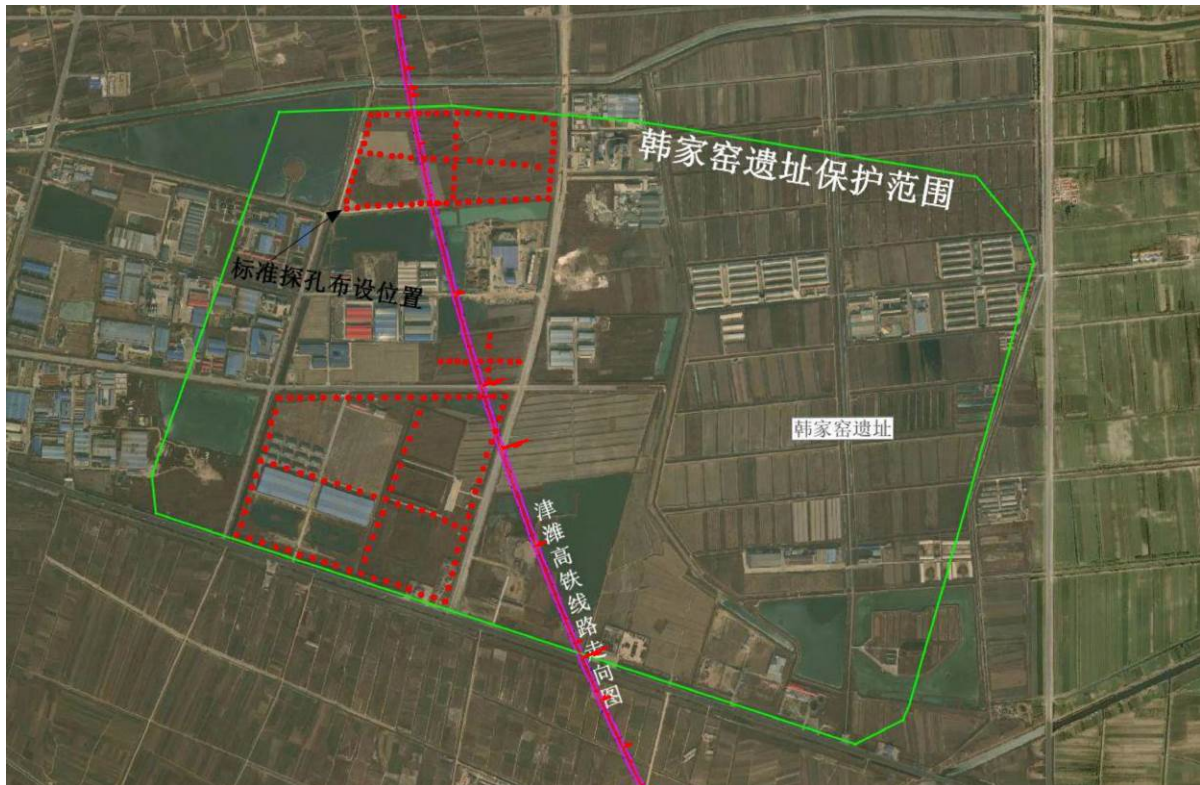 韩家窑遗址保护范围
标准探孔布设位置
韩家窑遗址
津潍高铁线路走向图